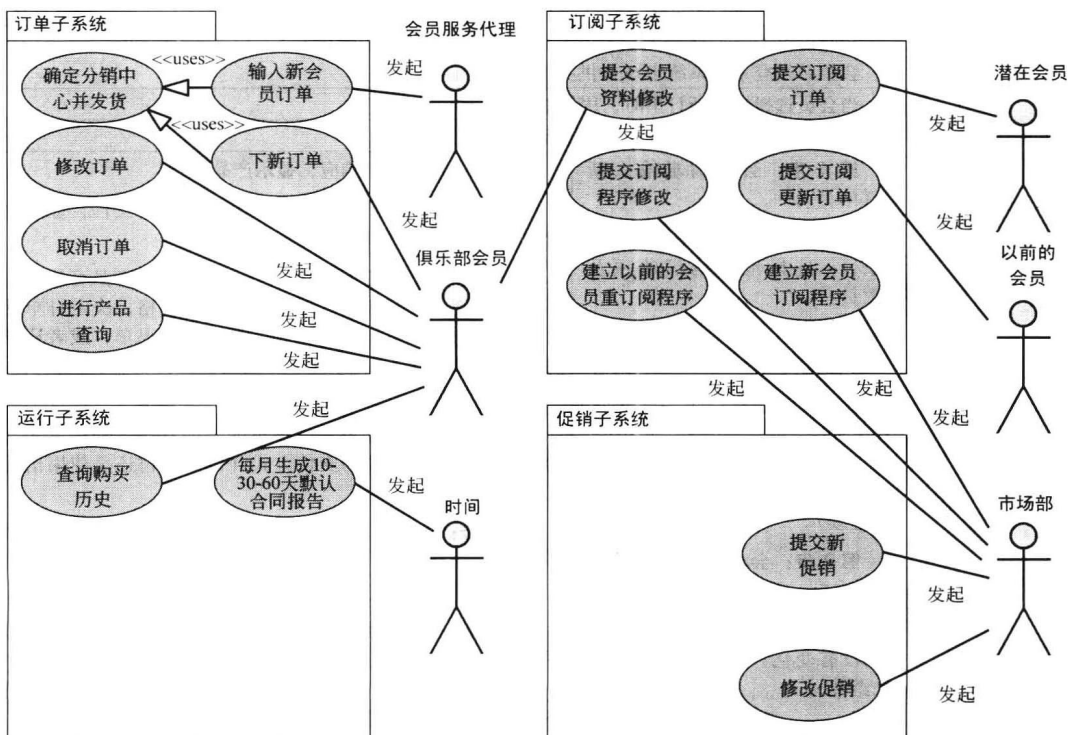 订单子系统
会员服务代理
订阅子系统
<<uses>>
确定分销中
心并发货
输入新会
员订单
发起
提交会员
资料修改
提交订阅
订单
潜在会员
发起
<<uses>>
发起
修改订单
下新订单
提交订阅
程序修改
提交订阅
更新订单
发起
发起
取消订单
发起
俱乐部会员
以前的
会员
建立以前的会
员重订阅程序
建立新会员
订阅程序
进行产品
查询
发起
发起
发起
发起
运行子系统
发起
促销子系统
发起
查询购买
历史
每月生成10-
30-60天默认
合同报告
发起
时间
市场部
提交新
促销
发起
修改促销
发起